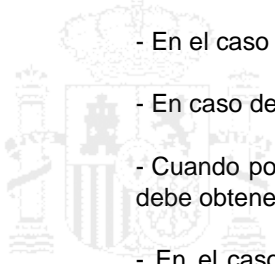 - En el caso
- En caso de
- Cuando po
debe obtene
- En el caso